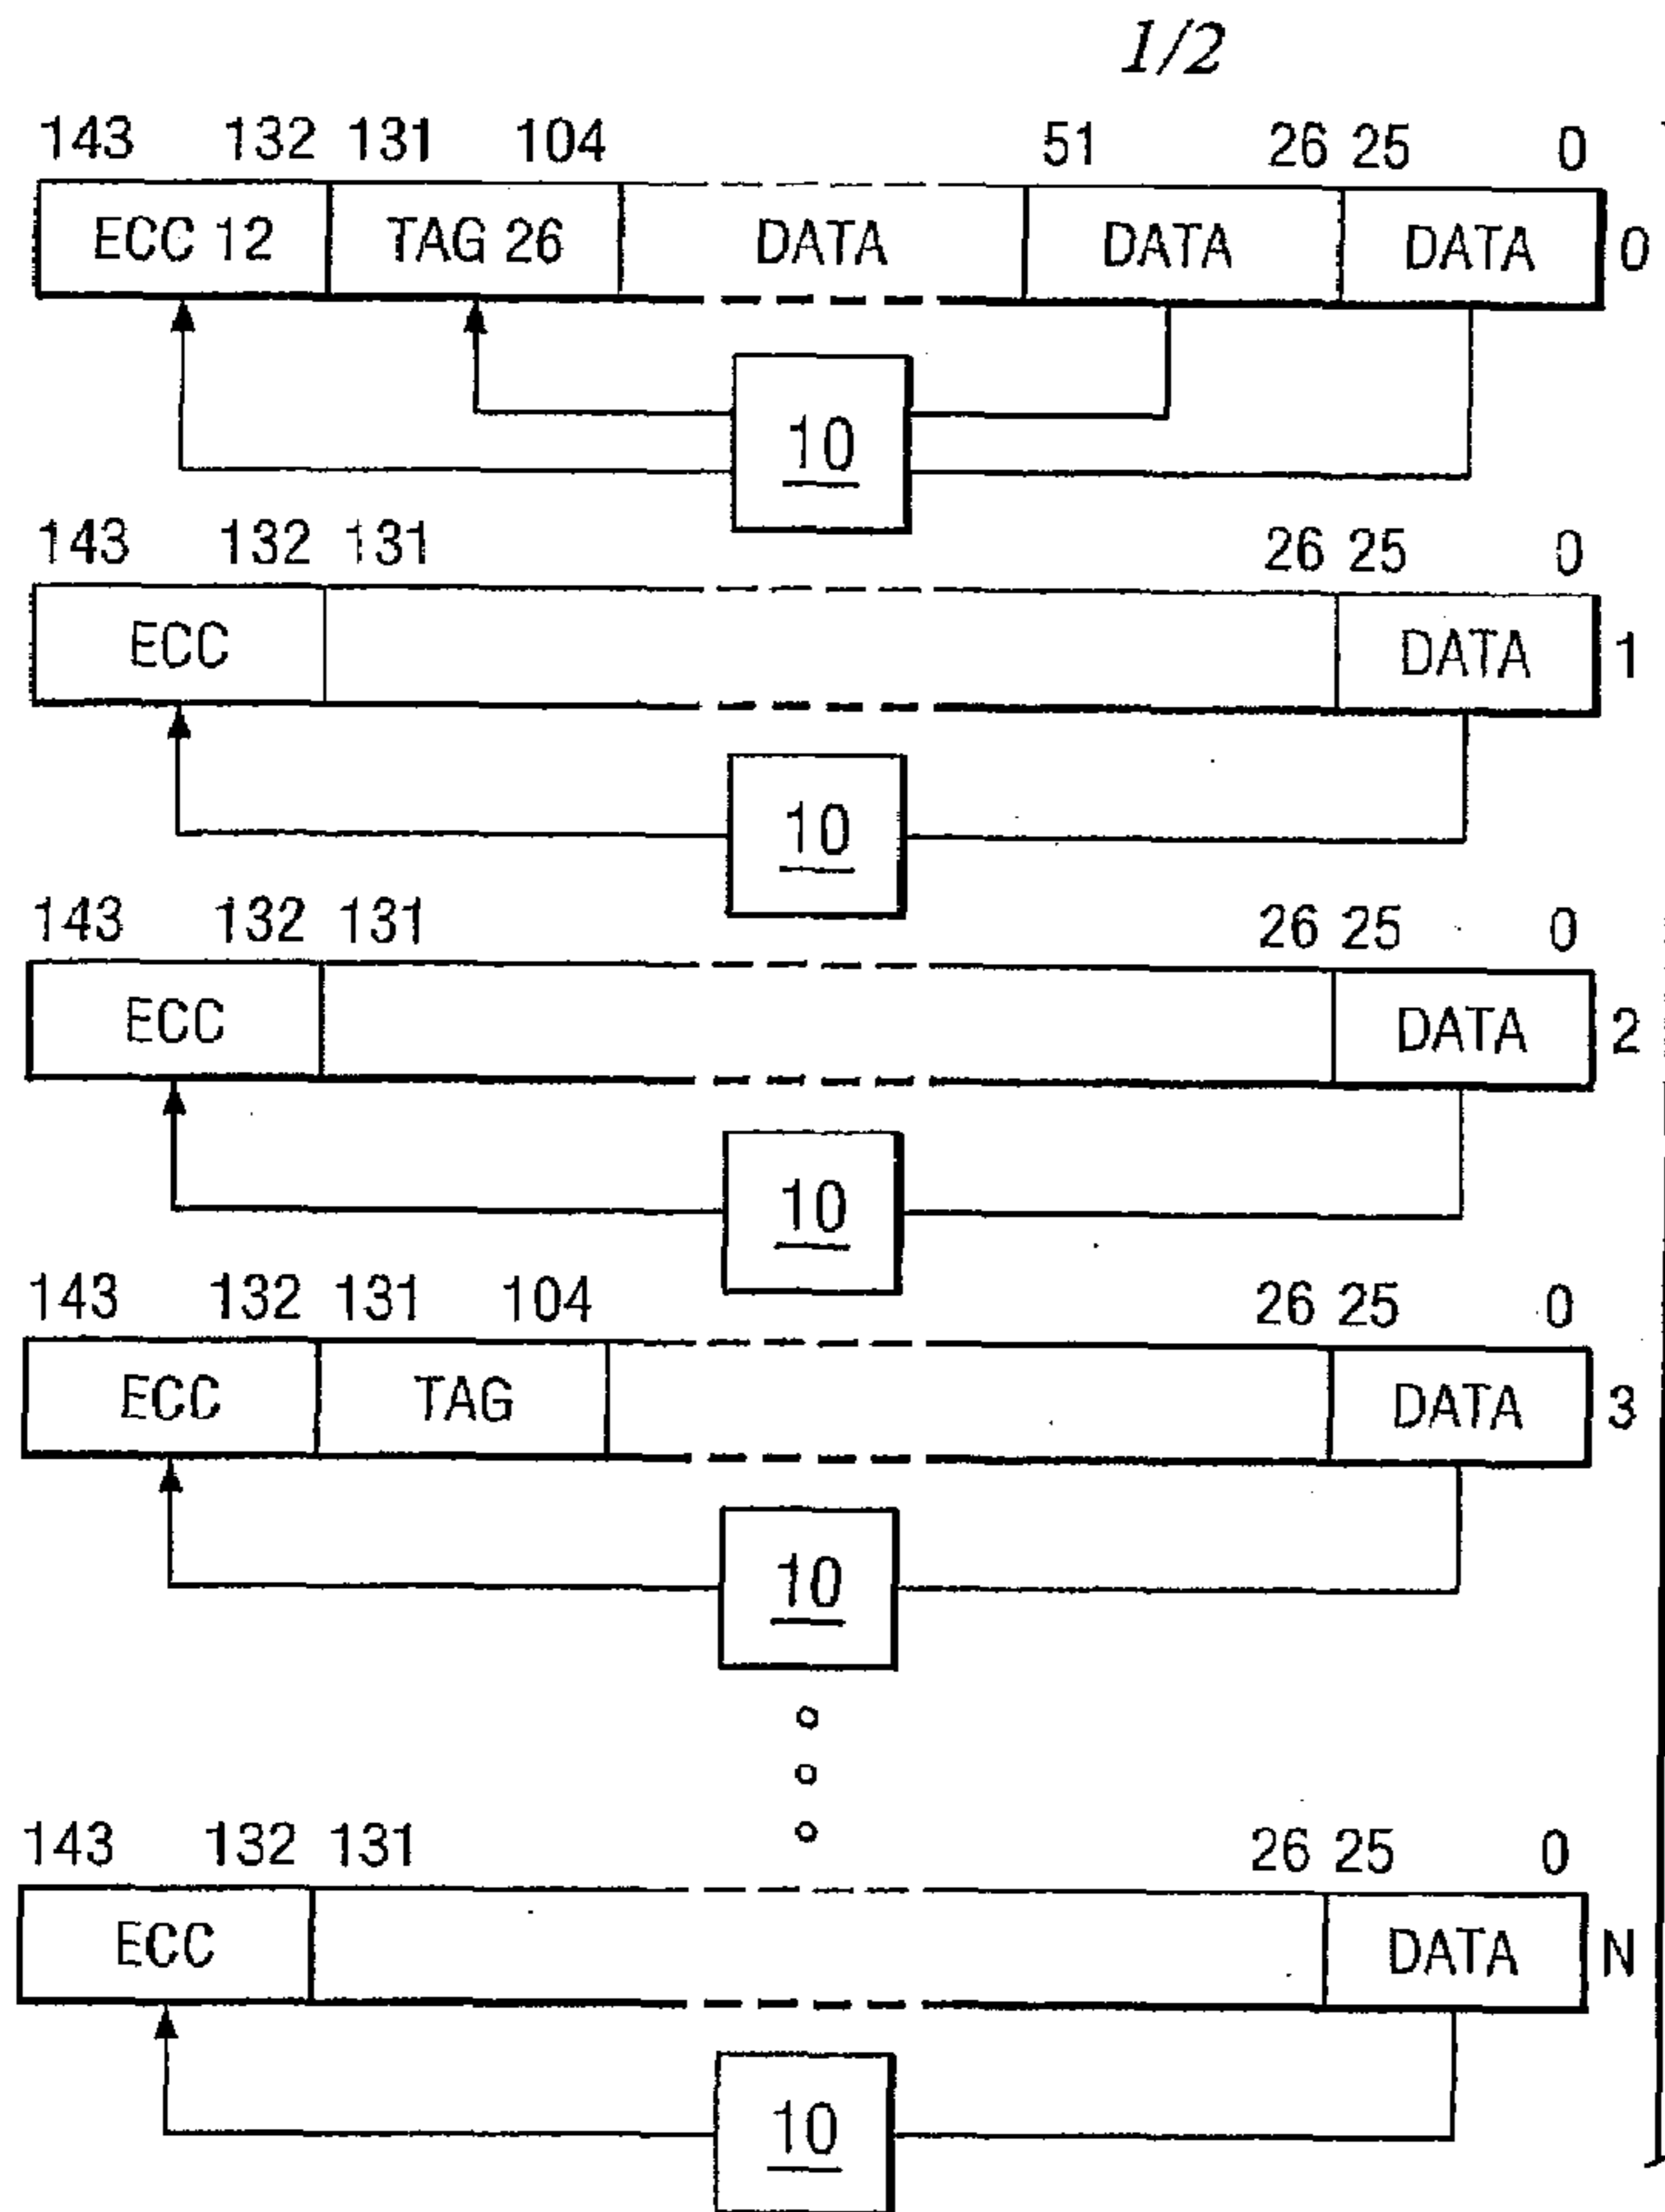 1/2
143 132 131 104 51 26 25 0
ECC 12 TAG 26 DATA DATA DATA 0
10
143 132 131 26 25 0
ECC DATA 1
10
143 132 131 26 25 0
ECC DATA 2
10
143 132 131 104 26 25 0
ECC TAG DATA 3
10
143 132 131 26 25 0
ECC DATA N
10